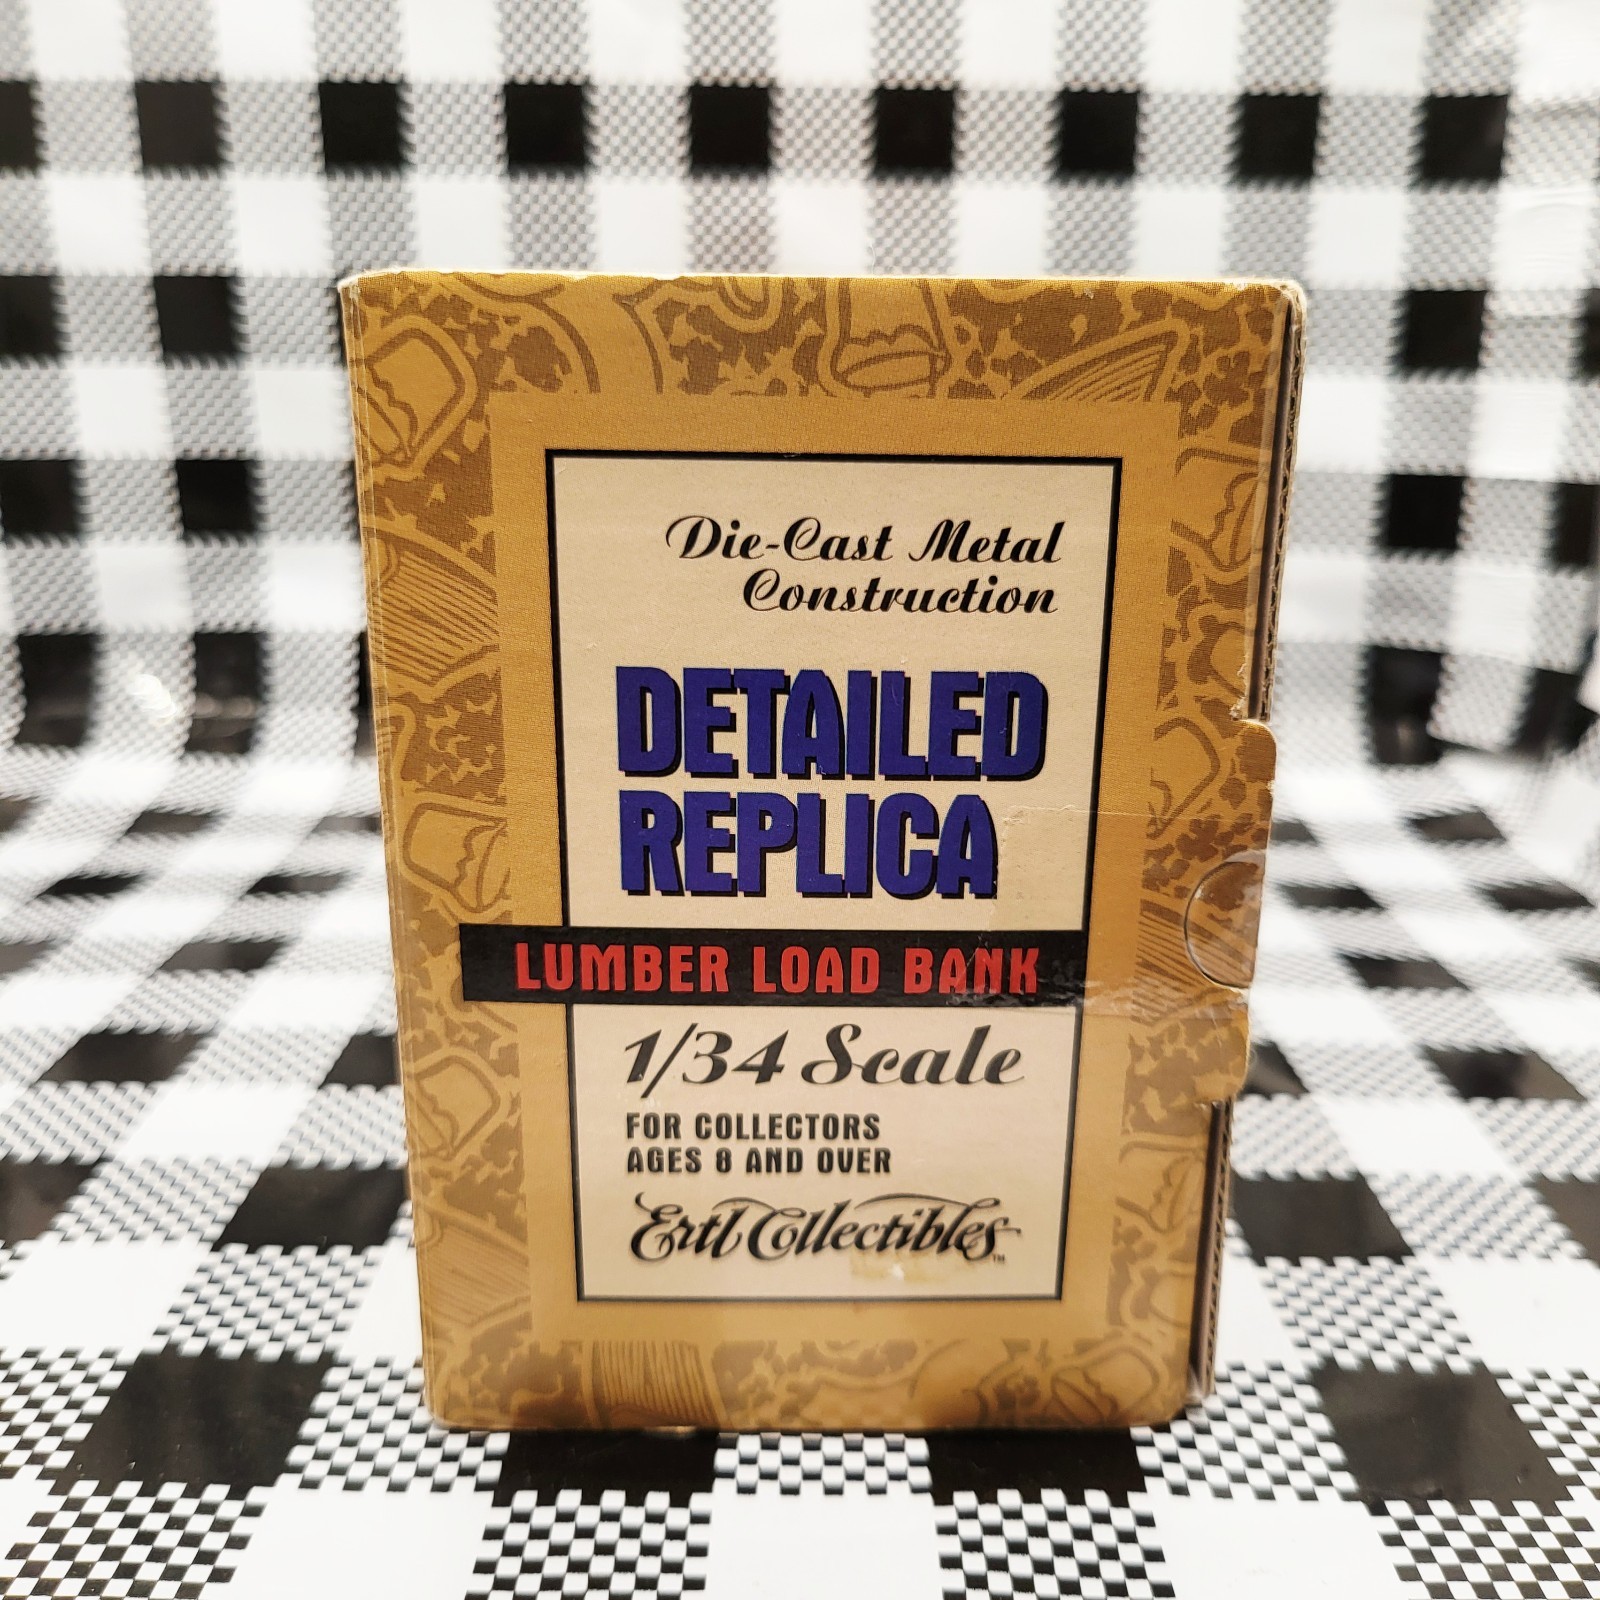 Die-Cast Metal
Construction
DETAILED
REPLICA
LUMBER LOAD BANK
1/34 Scale
FOR COLLECTORS
AGES 8 AND OVER
Ertl Collectibles™